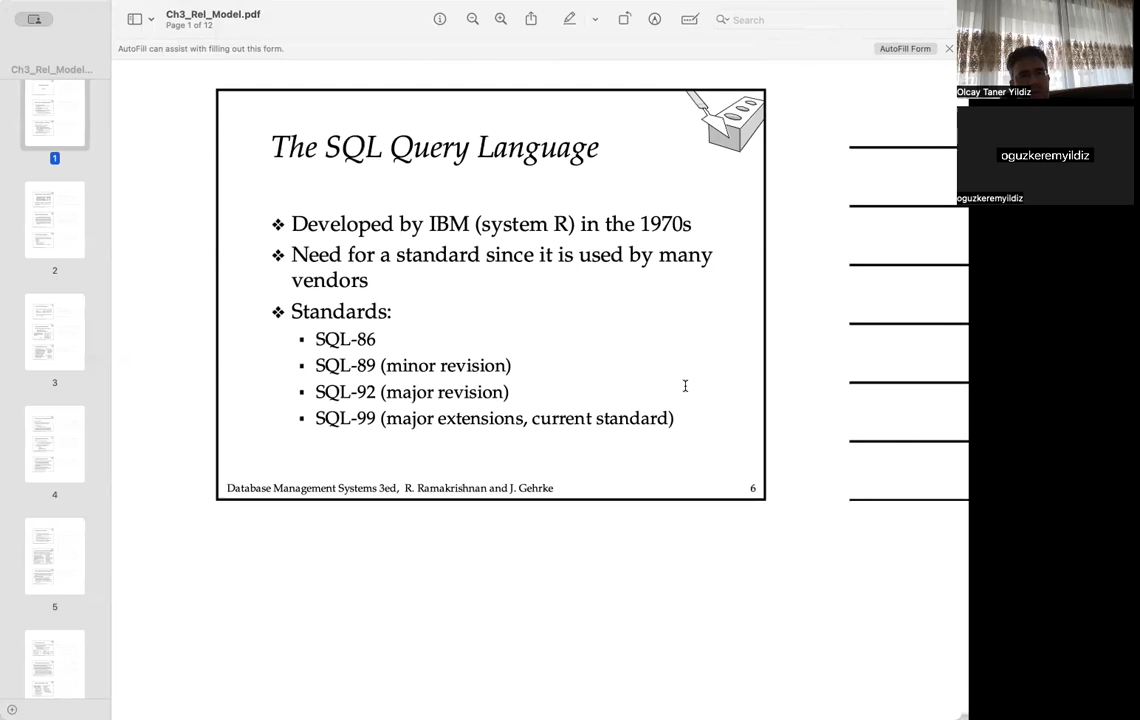 Ch3_Rel_Model.pdf
Page 1 of 12
Search
AutoFill can assist with filling out this form.
AutoFill Form
Ch3_Rel_Model...
1
2
3
4
5
The SQL Query Language
❖ Developed by IBM (system R) in the 1970s
❖ Need for a standard since it is used by many
vendors
❖ Standards:
▪ SQL-86
▪ SQL-89 (minor revision)
▪ SQL-92 (major revision)
▪ SQL-99 (major extensions, current standard)
Database Management Systems 3ed, R. Ramakrishnan and J. Gehrke 6
Olcay Taner Yildiz
oguzkeremyildiz
oguzkeremyildiz